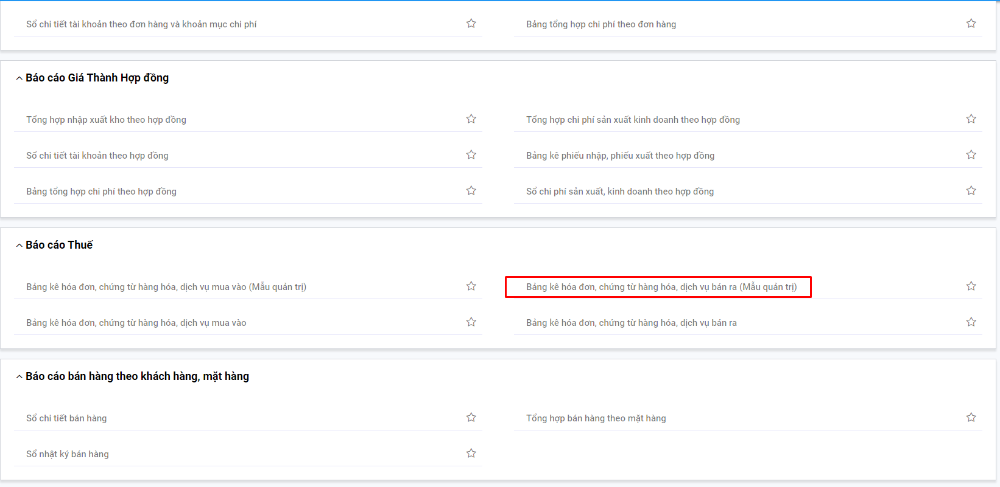 Sổ chi tiết tài khoản theo đơn hàng và khoản mục chi phí
Bảng tổng hợp chi phí theo đơn hàng
Báo cáo Giá Thành Hợp đồng
Tổng hợp nhập xuất kho theo hợp đồng
Tổng hợp chi phí sản xuất kinh doanh theo hợp đồng
Sổ chi tiết tài khoản theo hợp đồng
Bảng kê phiếu nhập, phiếu xuất theo hợp đồng
Bảng tổng hợp chi phí theo hợp đồng
Sổ chi phí sản xuất, kinh doanh theo hợp đồng
Báo cáo Thuế
Bảng kê hóa đơn, chứng từ hàng hóa, dịch vụ mua vào (Mẫu quản trị)
Bảng kê hóa đơn, chứng từ hàng hóa, dịch vụ bán ra (Mẫu quản trị)
Bảng kê hóa đơn, chứng từ hàng hóa, dịch vụ mua vào
Bảng kê hóa đơn, chứng từ hàng hóa, dịch vụ bán ra
Báo cáo bán hàng theo khách hàng, mặt hàng
Sổ chi tiết bán hàng
Tổng hợp bán hàng theo mặt hàng
Sổ nhật ký bán hàng